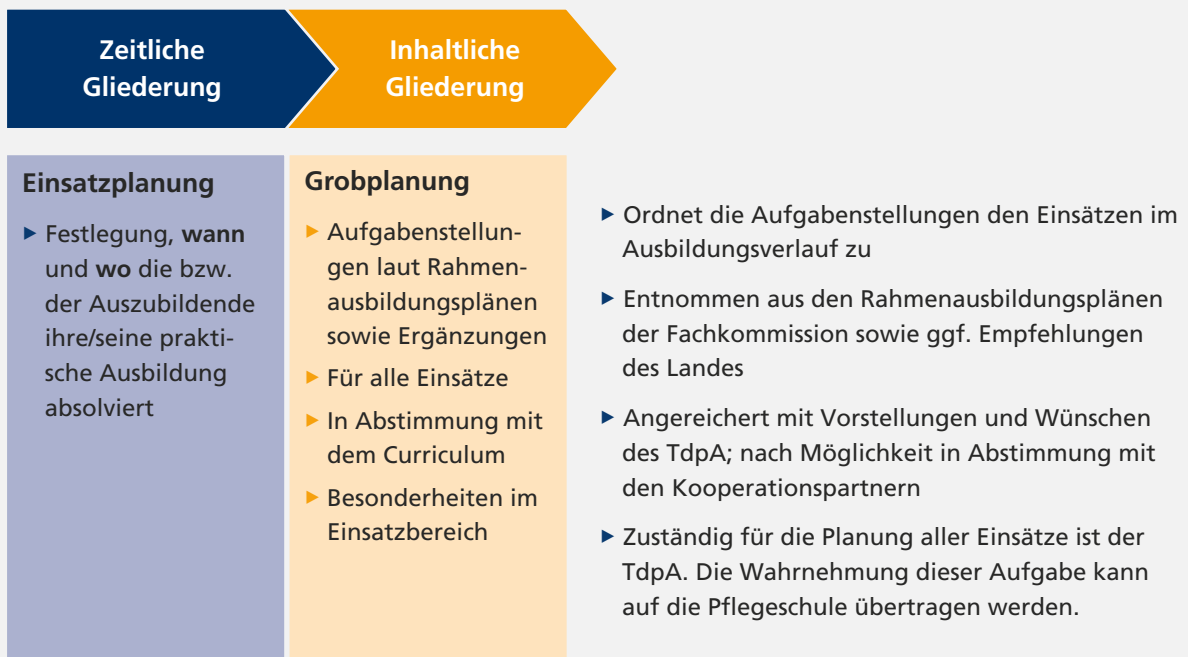 Zeitliche
Gliederung
Inhaltliche
Gliederung
Einsatzplanung
▸ Festlegung, wann
und wo die bzw.
der Auszubildende
ihre/seine prakti-
sche Ausbildung
absolviert
Grobplanung
▸ Aufgabenstellun-
gen laut Rahmen-
ausbildungsplänen
sowie Ergänzungen
▸ Für alle Einsätze
▸ In Abstimmung mit
dem Curriculum
▸ Besonderheiten im
Einsatzbereich
▸ Ordnet die Aufgabenstellungen den Einsätzen im
Ausbildungsverlauf zu
▸ Entnommen aus den Rahmenausbildungsplänen
der Fachkommission sowie ggf. Empfehlungen
des Landes
▸ Angereichert mit Vorstellungen und Wünschen
des TdpA; nach Möglichkeit in Abstimmung mit
den Kooperationspartnern
▸ Zuständig für die Planung aller Einsätze ist der
TdpA. Die Wahrnehmung dieser Aufgabe kann
auf die Pflegeschule übertragen werden.